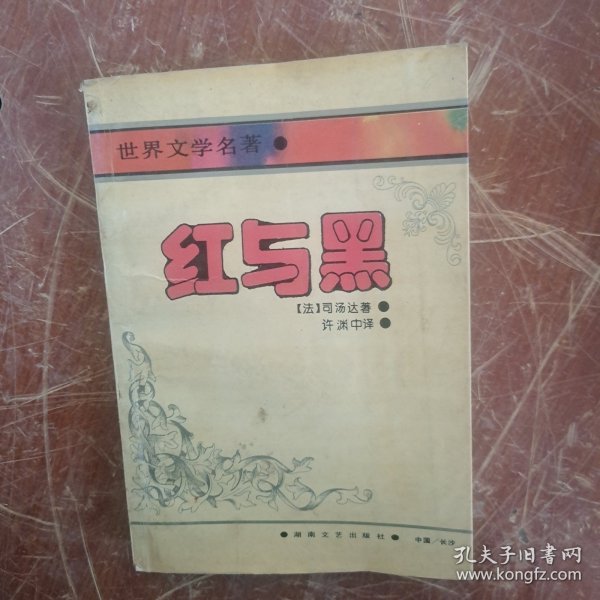 世界文学名著●
红与黑
【法】司汤达著●
许渊中译●
●湖南文艺出版社● 中国/长沙
孔夫子旧书网
www.kongfz.com